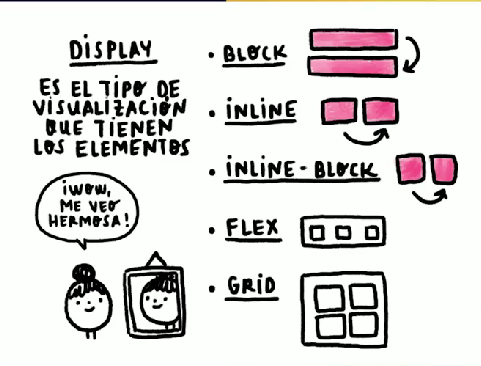 DISPLAY
ES EL TIPO DE
VISUALIZACIÓN
QUE TIENEN
LOS ELEMENTOS
¡WOW,
ME VEO
HERMOSA!
• BLOCK
• INLINE
• INLINE-BLOCK
• FLEX
• GRID